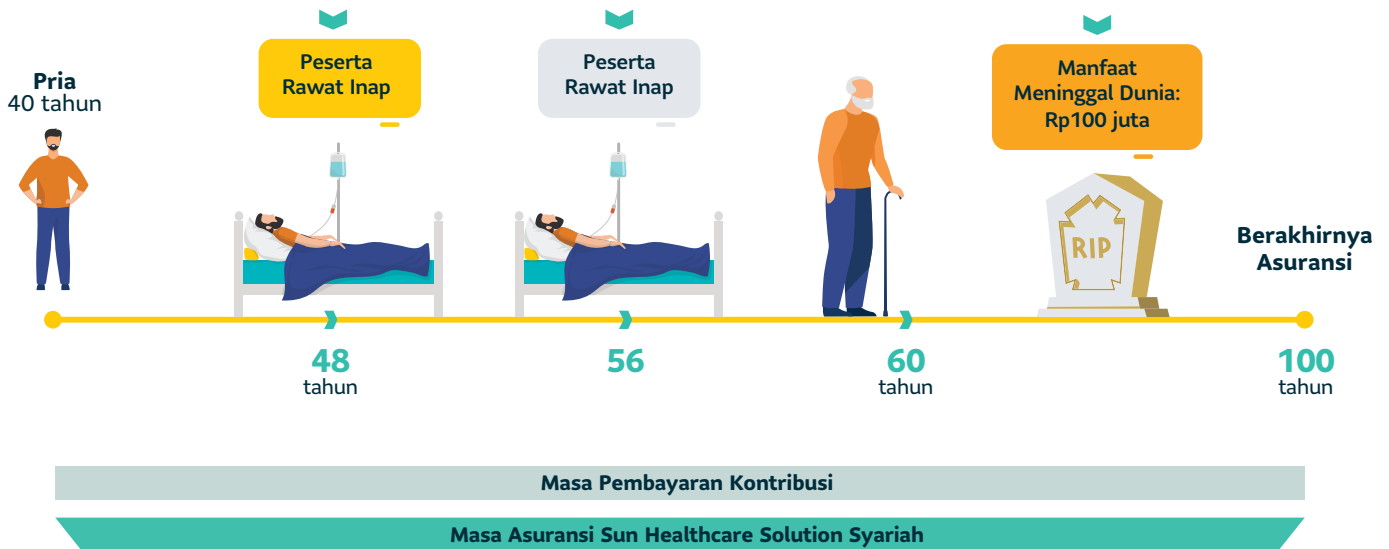 Pria
40 tahun
Peserta
Rawat Inap
Peserta
Rawat Inap
Manfaat
Meninggal Dunia:
Rp100 juta
RIP
Berakhirnya
Asuransi
48
tahun
56
60
tahun
100
tahun
Masa Pembayaran Kontribusi
Masa Asuransi Sun Healthcare Solution Syariah